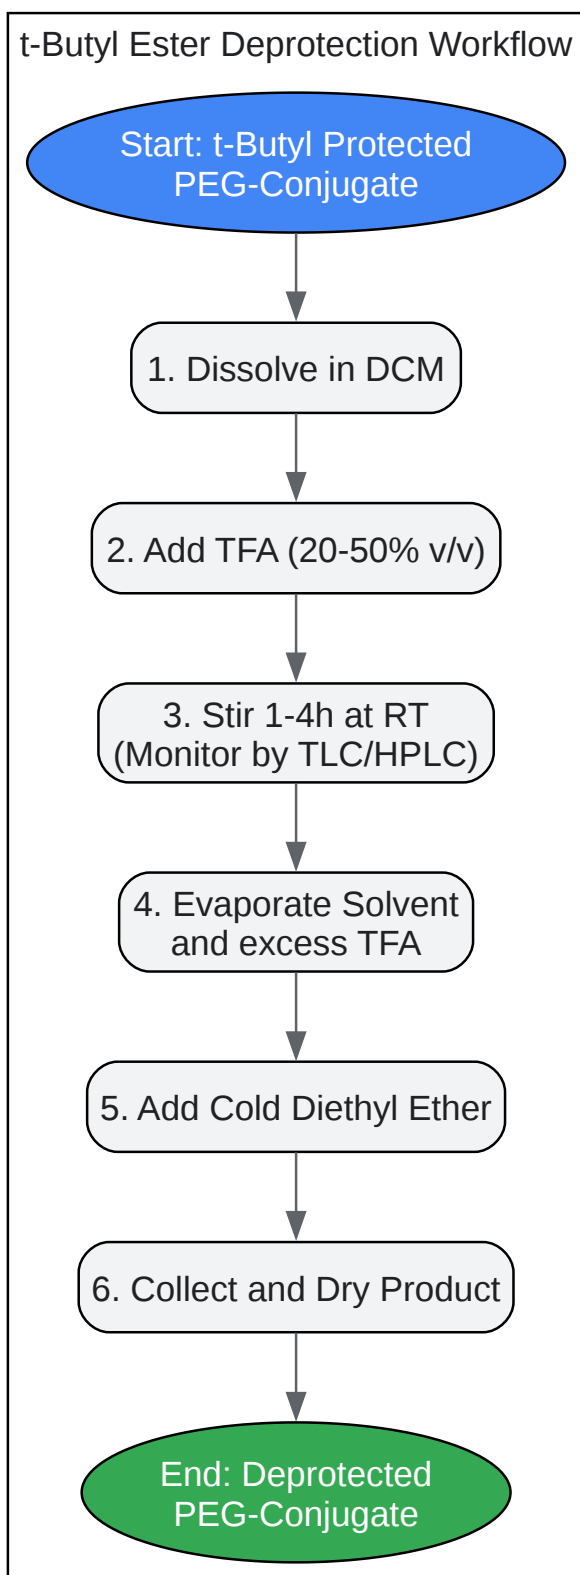 t-Butyl Ester Deprotection Workflow
Start: t-Butyl Protected
PEG-Conjugate
1. Dissolve in DCM
2. Add TFA (20-50% v/v)
3. Stir 1-4h at RT
(Monitor by TLC/HPLC)
4. Evaporate Solvent
and excess TFA
5. Add Cold Diethyl Ether
6. Collect and Dry Product
End: Deprotected
PEG-Conjugate